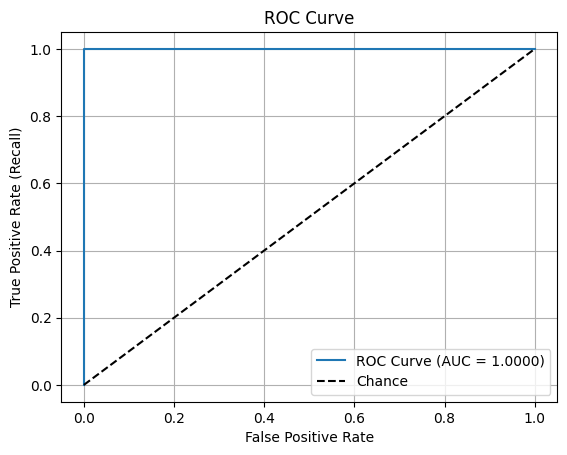 ROC Curve
True Positive Rate (Recall)
1.0
0.8
0.6
0.4
0.2
0.0
ROC Curve (AUC = 1.0000)
Chance
0.0 0.2 0.4 0.6 0.8 1.0
False Positive Rate